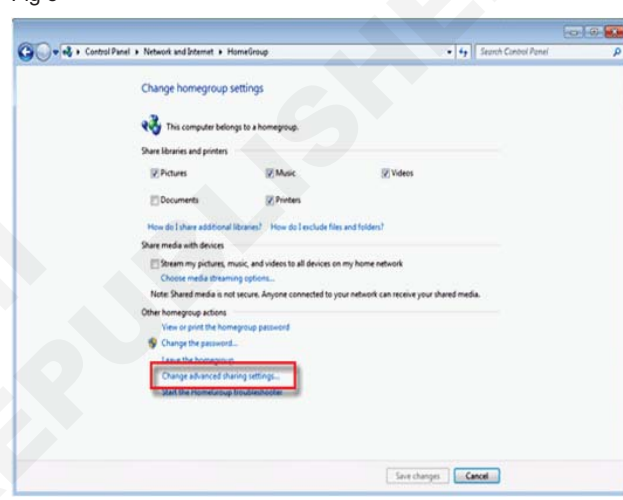 Control Panel ▸ Network and Internet ▸ HomeGroup
Search Control Panel
Change homegroup settings
This computer belongs to a homegroup.
Share libraries and printers
Pictures Music Videos
Documents Printers
How do I share additional libraries? How do I exclude files and folders?
Share media with devices
Stream my pictures, music, and videos to all devices on my home network
Choose media streaming options...
Note: Shared media is not secure. Anyone connected to your network can receive your shared media.
Other homegroup actions
View or print the homegroup password
Change the password...
Leave the homegroup...
Change advanced sharing settings...
Start the HomeGroup troubleshooter
Save changes Cancel